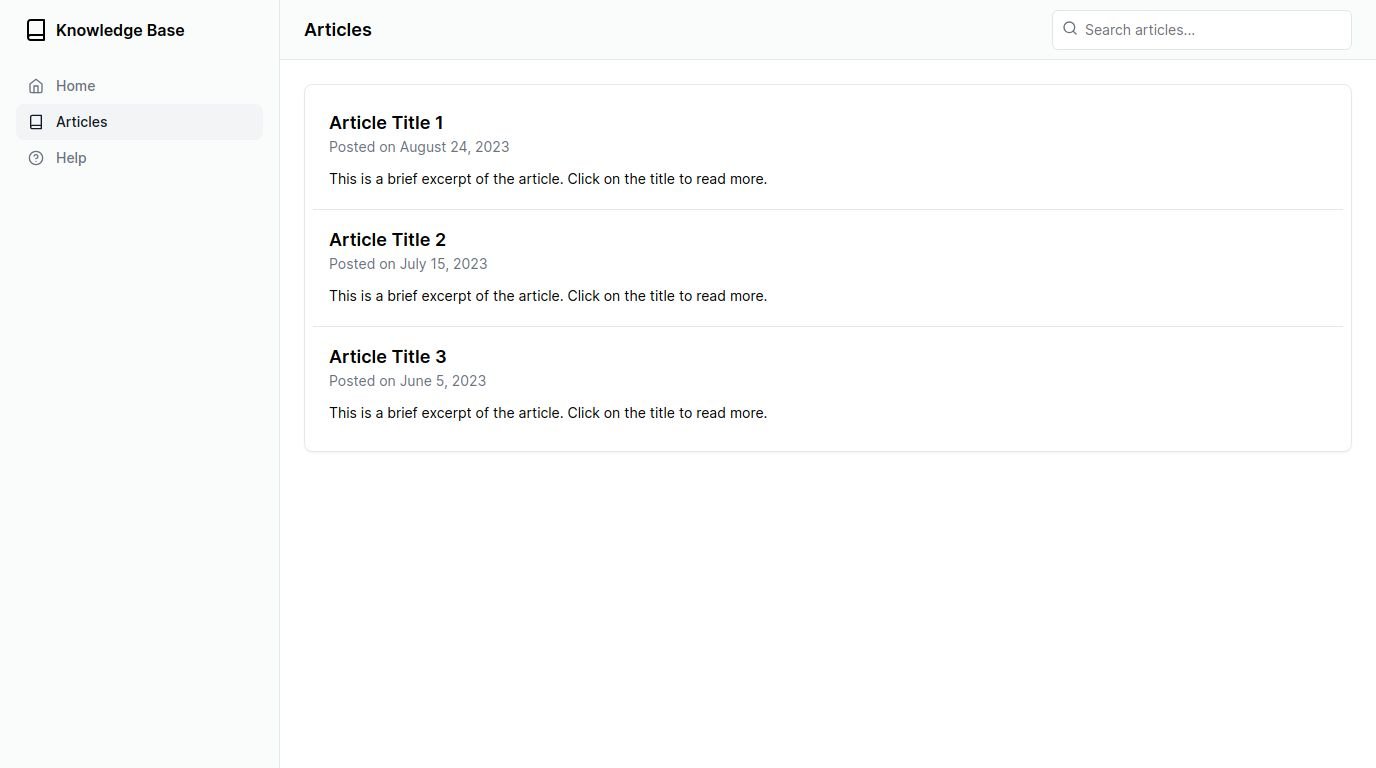 Knowledge Base
Home
Articles
Help
Articles
Search articles...
Article Title 1
Posted on August 24, 2023
This is a brief excerpt of the article. Click on the title to read more.
Article Title 2
Posted on July 15, 2023
This is a brief excerpt of the article. Click on the title to read more.
Article Title 3
Posted on June 5, 2023
This is a brief excerpt of the article. Click on the title to read more.